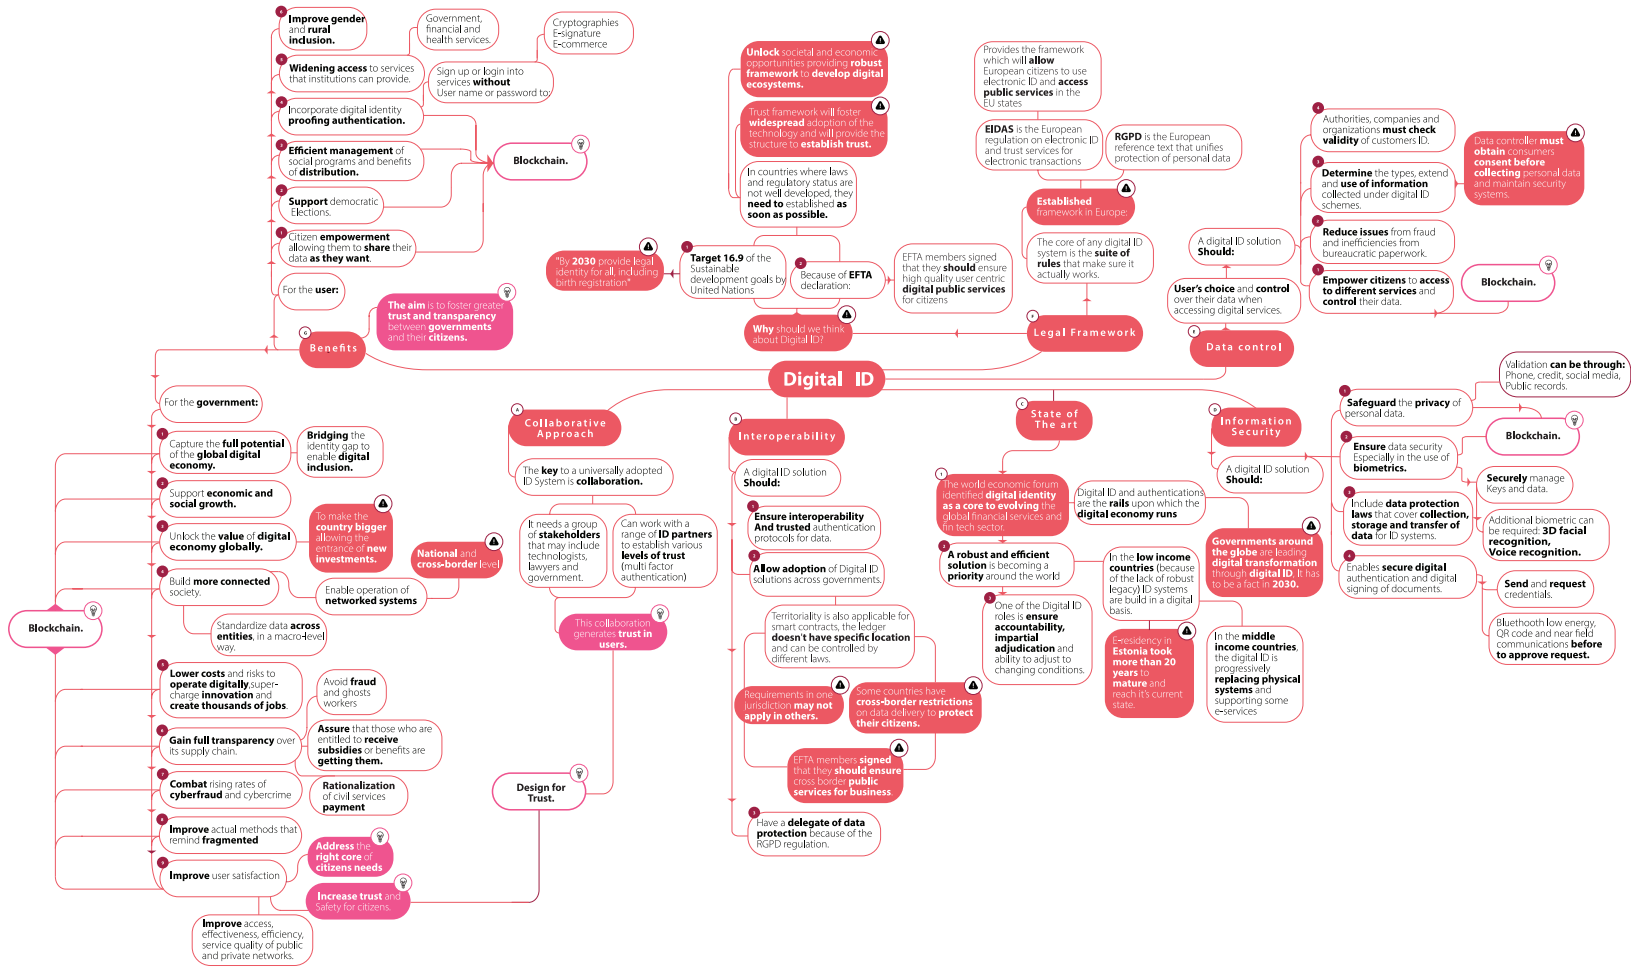 Digital ID
G
Benefits
The aim is to foster greater
trust and transparency
between governments
and their citizens.
For the user:
6
Improve gender
and rural
inclusion.
5
Widening access to services
that institutions can provide.
Government,
financial and
health services.
4
Incorporate digital identity
proofing authentication.
Sign up or login into
services without
User name or password to:
Cryptographies
E-signature
E-commerce
3
Efficient management of
social programs and benefits
of distribution.
2
Support democratic
Elections.
1
Citizen empowerment
allowing them to share their
data as they want.
Blockchain.
For the government:
1
Capture the full potential
of the global digital
economy.
Bridging the
identity gap to
enable digital
inclusion.
2
Support economic and
social growth.
3
Unlock the value of digital
economy globally.
To make the
country bigger
allowing the
entrance of new
investments.
4
Build more connected
society.
Enable operation of
networked systems
National and
cross-border level
Standardize data across
entities, in a macro-level
way.
Blockchain.
5
Lower costs and risks to
operate digitally,super-
charge innovation and
create thousands of jobs.
6
Gain full transparency over
its supply chain.
Avoid fraud
and ghosts
workers
Assure that those who are
entitled to receive
subsidies or benefits are
getting them.
Rationalization
of civil services
payment
7
Combat rising rates of
cyberfraud and cybercrime
8
Improve actual methods that
remind fragmented
9
Improve user satisfaction
Address the
right core of
citizens needs
Increase trust and
Safety for citizens.
Improve access,
effectiveness, efficiency,
service quality of public
and private networks.
Design for
Trust.
A
Collaborative
Approach
The key to a universally adopted
ID System is collaboration.
It needs a group
of stakeholders
that may include
technologists,
lawyers and
government.
Can work with a
range of ID partners
to establish various
levels of trust
(multi factor
authentication)
This collaboration
generates trust in
users.
B
Interoperability
A digital ID solution
Should:
1
Ensure interoperability
And trusted authentication
protocols for data.
2
Allow adoption of Digital ID
solutions across governments.
Territoriality is also applicable for
smart contracts, the ledger
doesn't have specific location
and can be controlled by
different laws.
Requirements in one
jurisdiction may not
apply in others.
Some countries have
cross-border restrictions
on data delivery to protect
their citizens.
EFTA members signed
that they should ensure
cross border public
services for business.
3
Have a delegate of data
protection because of the
RGPD regulation.
C
State of
The art
1
The world economic forum
identified digital identity
as a core to evolving the
global financial services and
fin tech sector.
Digital ID and authentications
are the rails upon which the
digital economy runs
Governments around
the globe are leading
digital transformation
through digital ID. It has
to be a fact in 2030.
2
A robust and efficient
solution is becoming a
priority around the world
In the low income
countries (because
of the lack of robust
legacy) ID systems
are build in a digital
basis.
E-residency in
Estonia took
more than 20
years to
mature and
reach it's current
state.
In the middle
income countries,
the digital ID is
progressively
replacing physical
systems and
supporting some
e-services
3
One of the Digital ID
roles is ensure
accountability,
impartial
adjudication and
ability to adjust to
changing conditions.
D
Information
Security
A digital ID solution
Should:
1
Safeguard the privacy of
personal data.
Validation can be through:
Phone, credit, social media,
Public records.
Blockchain.
2
Ensure data security
Especially in the use of
biometrics.
Securely manage
Keys and data.
Additional biometric can
be required: 3D facial
recognition,
Voice recognition.
3
Include data protection
laws that cover collection,
storage and transfer of
data for ID systems.
4
Enables secure digital
authentication and digital
signing of documents.
Send and request
credentials.
Bluethooth low energy,
QR code and near field
communications before
to approve request.
Data control
User's choice and control
over their data when
accessing digital services.
A digital ID solution
Should:
4
Authorities, companies and
organizations must check
validity of customers ID.
3
Determine the types, extend
and use of information
collected under digital ID
schemes.
Data controller must
obtain consumers
consent before
collecting personal data
and maintain security
systems.
2
Reduce issues from fraud
and inefficiencies from
bureaucratic paperwork.
1
Empower citizens to access
to different services and
control their data.
Blockchain.
Legal Framework
The core of any digital ID
system is the suite of
rules that make sure it
actually works.
Established
framework in Europe:
EIDAS is the European
regulation on electronic ID
and trust services for
electronic transactions
RGPD is the European
reference text that unifies
protection of personal data
Provides the framework
which will allow
European citizens to use
electronic ID and access
public services in the
EU states
Why should we think
about Digital ID?
1
Target 16.9 of the
Sustainable
development goals by
United Nations
"By 2030 provide legal
identity for all, including
birth registration"
2
Because of EFTA
declaration:
EFTA members signed
that they should ensure
high quality user centric
digital public services
for citizens
In countries where laws
and regulatory status are
not well developed, they
need to established as
soon as possible.
Trust framework will foster
widespread adoption of the
technology and will provide the
structure to establish trust.
Unlock societal and economic
opportunities providing robust
framework to develop digital
ecosystems.